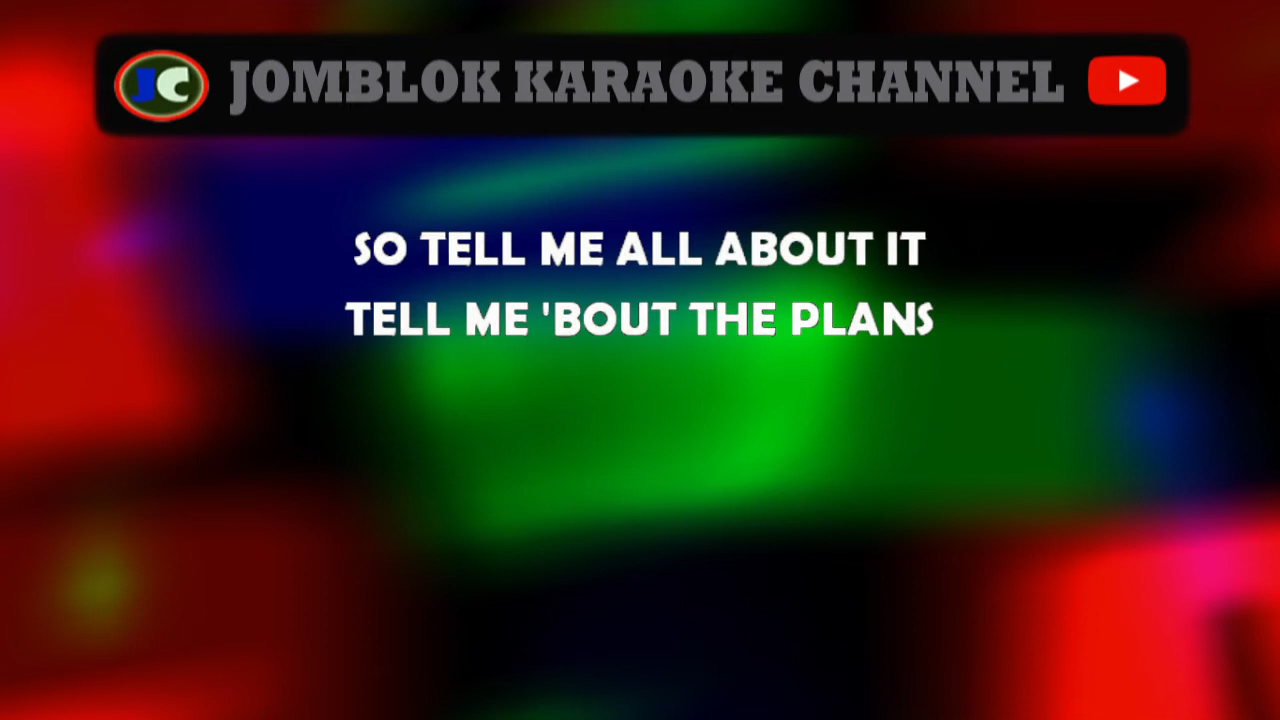 JC JOMBLOK KARAOKE CHANNEL
SO TELL ME ALL ABOUT IT
TELL ME 'BOUT THE PLANS